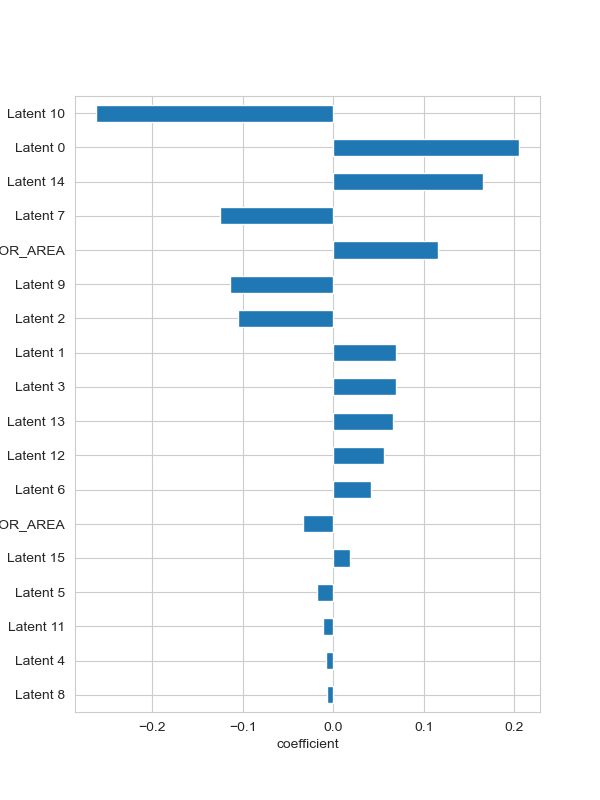 Latent 10
Latent 0
Latent 14
Latent 7
OR_AREA
Latent 9
Latent 2
Latent 1
Latent 3
Latent 13
Latent 12
Latent 6
OR_AREA
Latent 15
Latent 5
Latent 11
Latent 4
Latent 8
−0.2 −0.1 0.0 0.1 0.2
coefficient